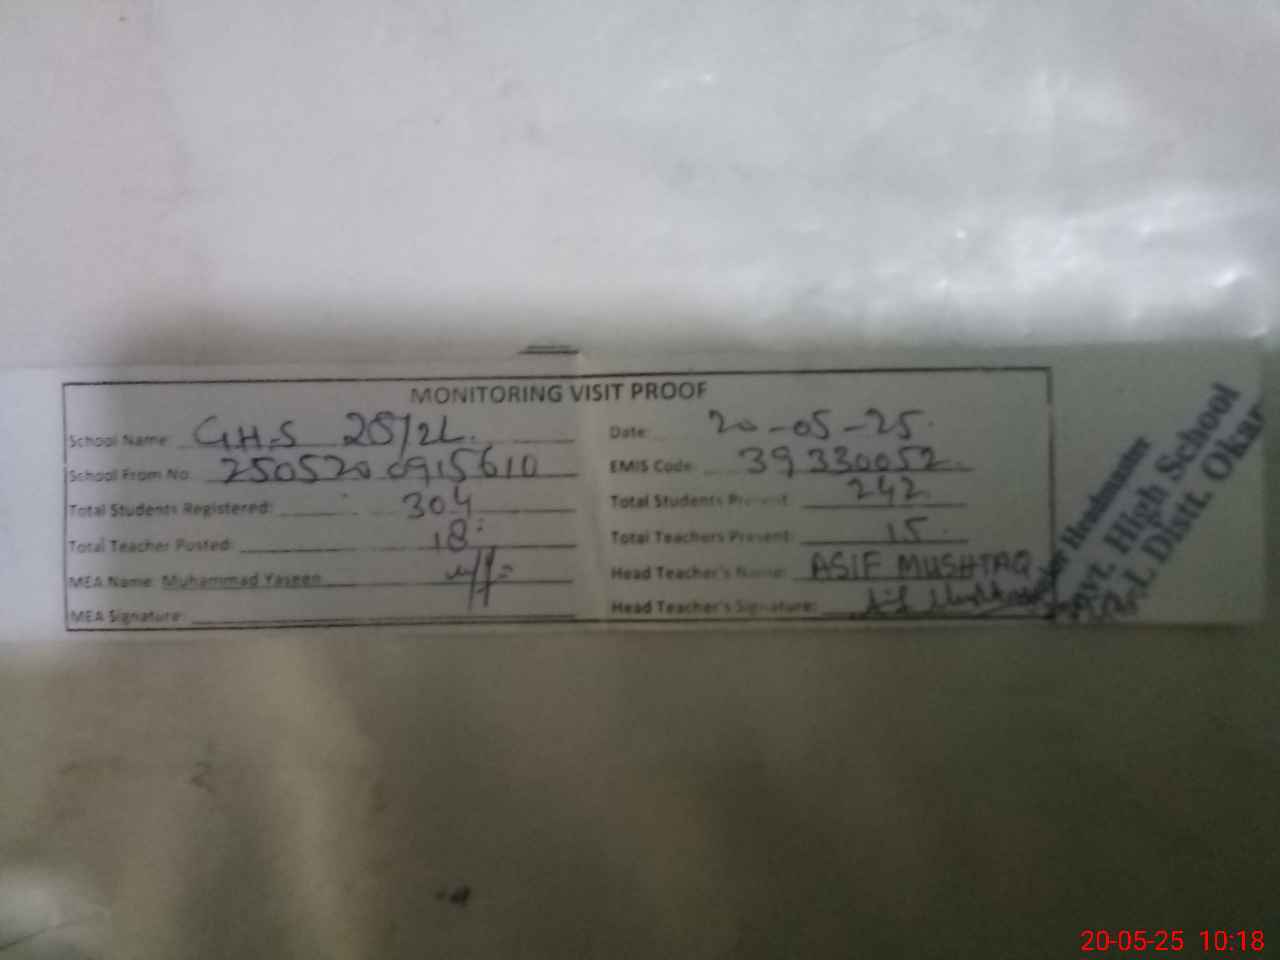 MONITORING VISIT PROOF
School Name: G.H.S 28/2L. Date: 20-05-25.
School From No: 250520 0915610 EMIS Code: 39330052
Total Students Registered: 304 Total Students Present: 242
Total Teacher Posted: 18 Total Teachers Present: 15
MEA Name: Muhammad Yaseen Head Teacher's Name: ASIF MUSHTAQ
MEA Signature: Head Teacher's Signature: Asif Mushtaq
Headmaster
High School
Distt. Okar
20-05-25 10:18